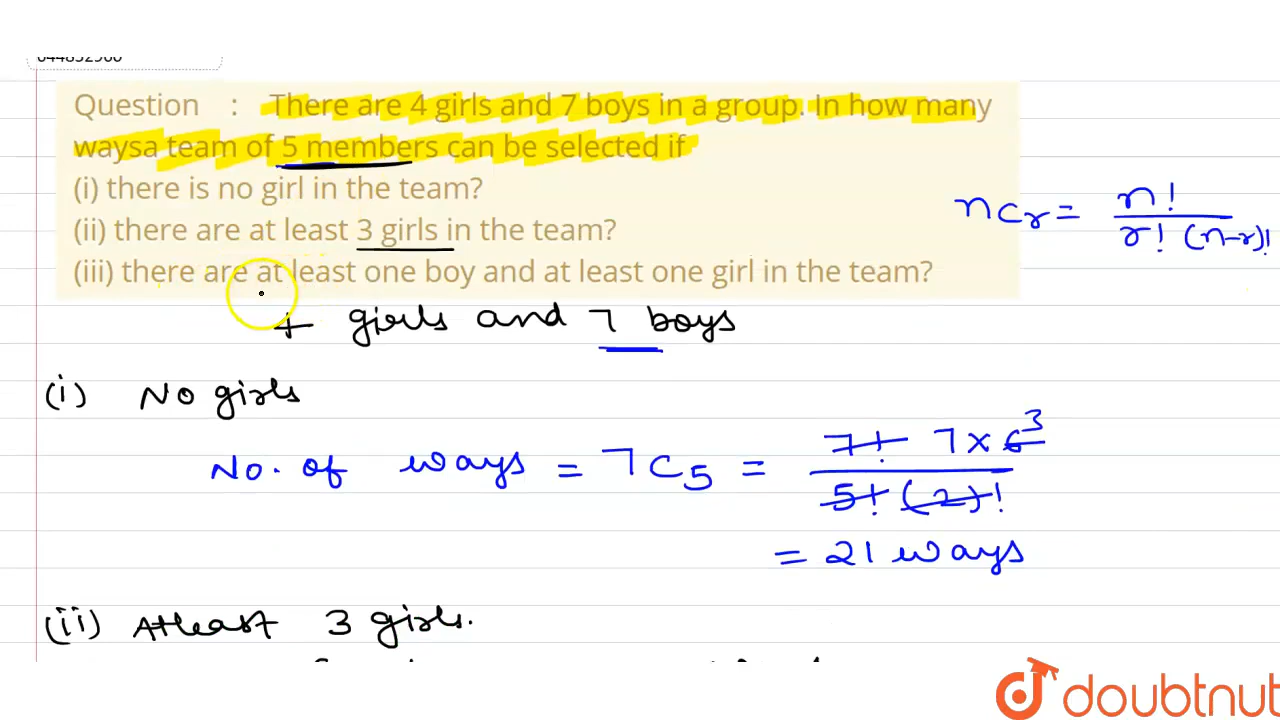 Question : There are 4 girls and 7 boys in a group. In how many
waysa team of 5 members can be selected if
(i) there is no girl in the team?
(ii) there are at least 3 girls in the team?
(iii) there are at least one boy and at least one girl in the team?
nCr = n! / r! (n-r)!
4 girls and 7 boys
(i) No girls
No. of ways = 7C5 = 7! 7 x 6 3 / 5! (2)!
= 21 ways
(ii) Atleast 3 girls.
doubtnut